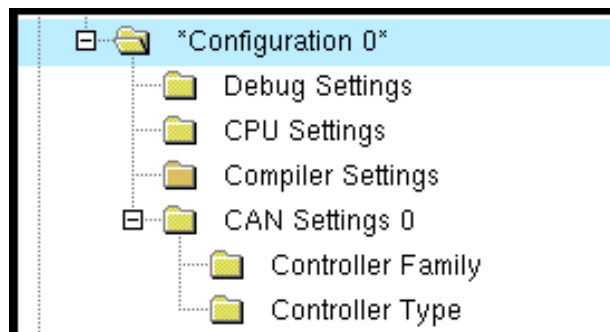 *Configuration 0*
Debug Settings
CPU Settings
Compiler Settings
CAN Settings 0
Controller Family
Controller Type